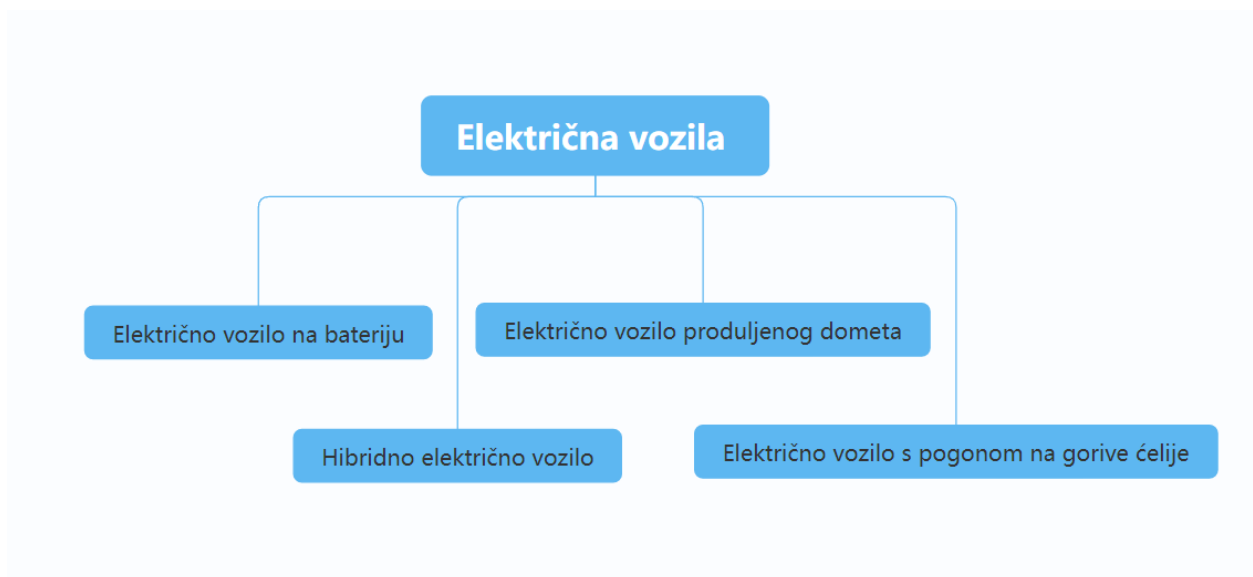 Električna vozila
Električno vozilo na bateriju
Električno vozilo produljenog dometa
Hibridno električno vozilo
Električno vozilo s pogonom na gorive ćelije